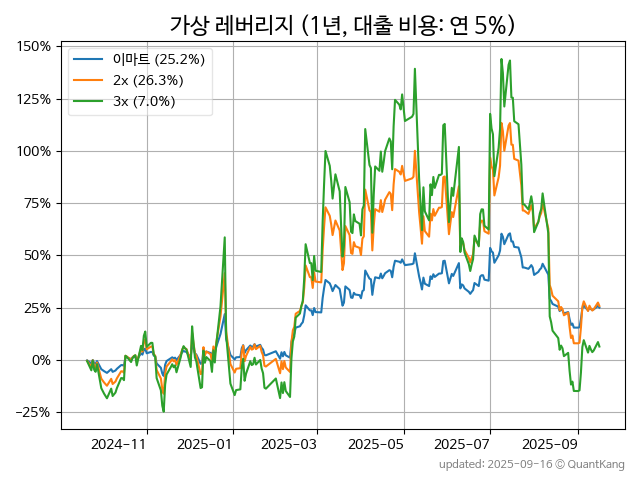 가상 레버리지 (1년, 대출 비용: 연 5%)
150%
125%
100%
75%
50%
25%
0%
−25%
이마트 (25.2%)
2x (26.3%)
3x (7.0%)
2024-11
2025-01
2025-03
2025-05
2025-07
2025-09
updated: 2025-09-16 © QuantKang